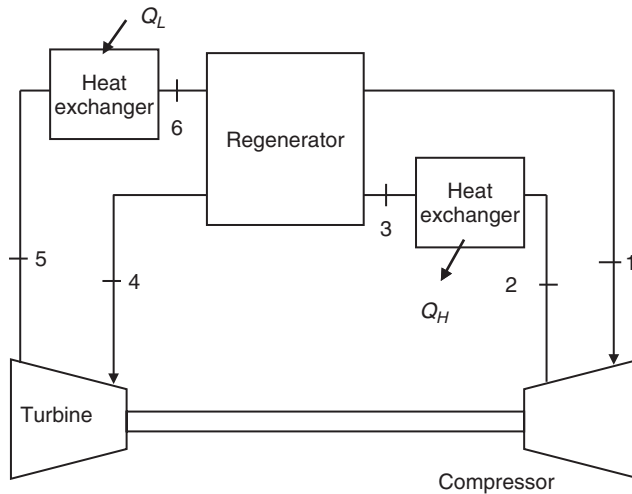 Q_L
Heat
exchanger
6
Regenerator
Heat
exchanger
3
5
4
2
1
Q_H
Turbine
Compressor